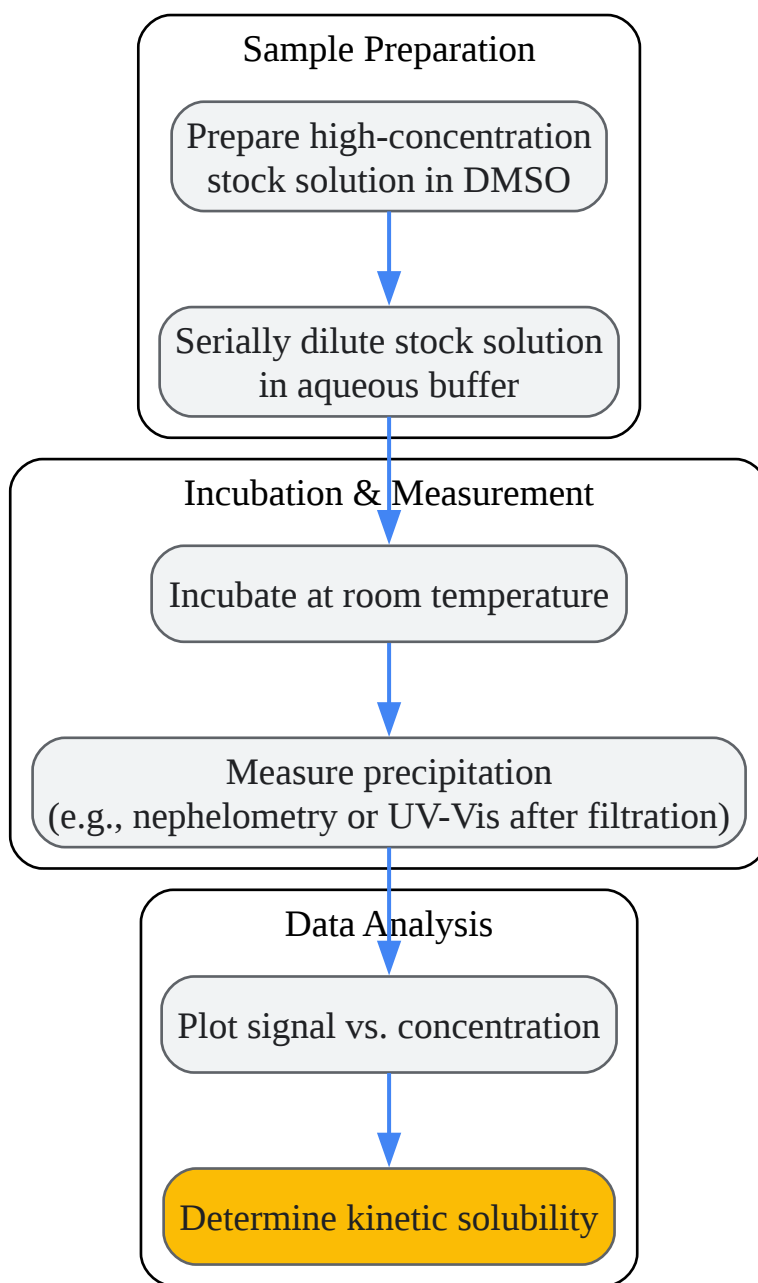 Sample Preparation
Prepare high-concentration
stock solution in DMSO
Serially dilute stock solution
in aqueous buffer
Incubation & Measurement
Incubate at room temperature
Measure precipitation
(e.g., nephelometry or UV-Vis after filtration)
Data Analysis
Plot signal vs. concentration
Determine kinetic solubility